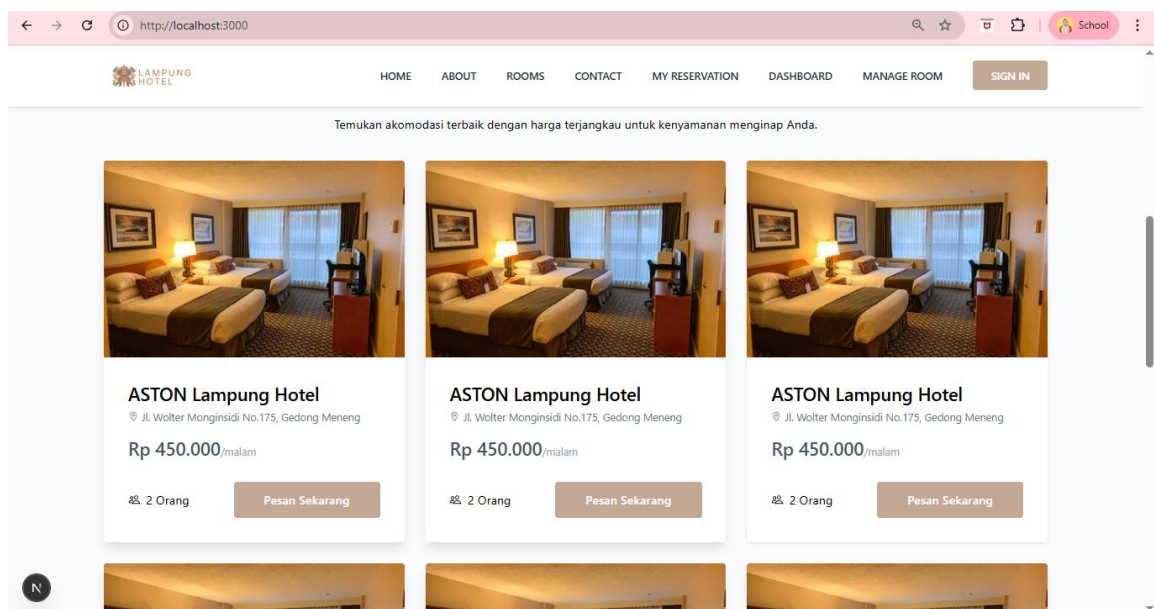 http://localhost:3000
School
LAMPUNG
HOTEL
HOME ABOUT ROOMS CONTACT MY RESERVATION DASHBOARD MANAGE ROOM SIGN IN
Temukan akomodasi terbaik dengan harga terjangkau untuk kenyamanan menginap Anda.
ASTON Lampung Hotel
Jl. Wolter Monginsidi No.175, Gedong Meneng
Rp 450.000/malam
2 Orang Pesan Sekarang
ASTON Lampung Hotel
Jl. Wolter Monginsidi No.175, Gedong Meneng
Rp 450.000/malam
2 Orang Pesan Sekarang
ASTON Lampung Hotel
Jl. Wolter Monginsidi No.175, Gedong Meneng
Rp 450.000/malam
2 Orang Pesan Sekarang
N